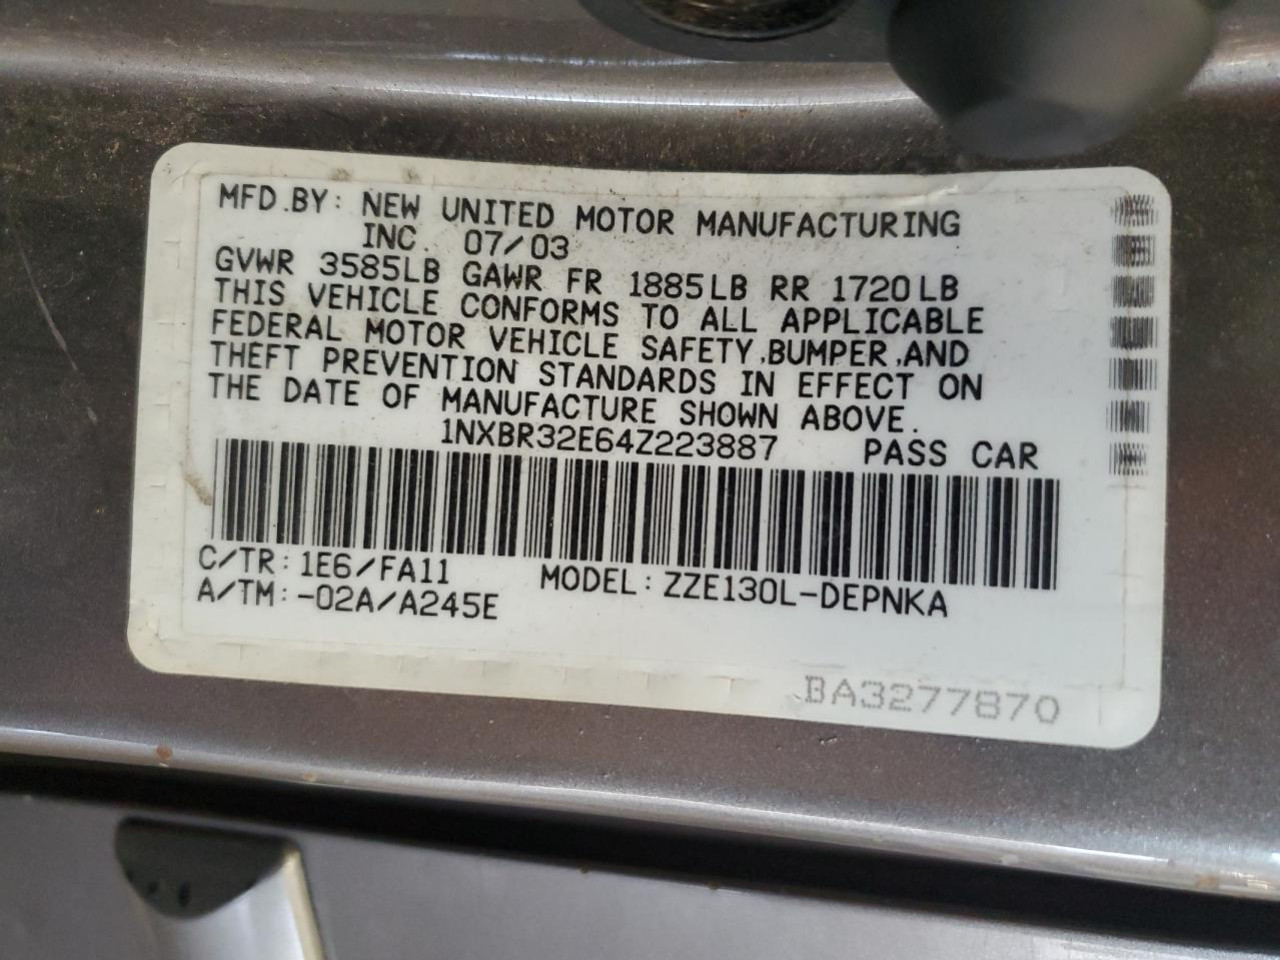 MFD.BY: NEW UNITED MOTOR MANUFACTURING
INC. 07/03
GVWR 3585LB GAWR FR 1885LB RR 1720LB
THIS VEHICLE CONFORMS TO ALL APPLICABLE
FEDERAL MOTOR VEHICLE SAFETY,BUMPER,AND
THEFT PREVENTION STANDARDS IN EFFECT ON
THE DATE OF MANUFACTURE SHOWN ABOVE.
1NXBR32E64Z223887 PASS CAR
C/TR: 1E6/FA11 MODEL: ZZE130L-DEPNKA
A/TM: -02A/A245E
BA3277870